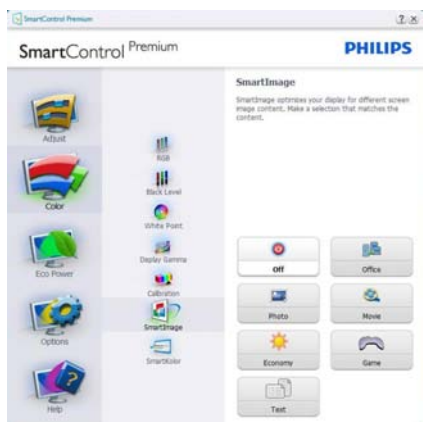 SmartControl Premium
? X
SmartControl Premium
PHILIPS
Adjust
Color
Eco Power
Options
Help
RGB
Black Level
White Point
Display Gamma
Calibration
SmartImage
SmartKolor
SmartImage
SmartImage optimizes your display for different screen
image content. Make a selection that matches the
content.
Off
Office
Photo
Movie
Economy
Game
Text